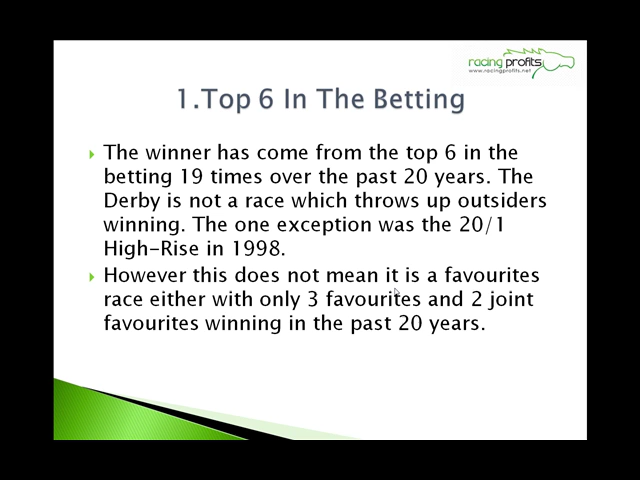 racing profits
www.racingprofits.net
1.Top 6 In The Betting
The winner has come from the top 6 in the
betting 19 times over the past 20 years. The
Derby is not a race which throws up outsiders
winning. The one exception was the 20/1
High-Rise in 1998.
However this does not mean it is a favourites
race either with only 3 favourites and 2 joint
favourites winning in the past 20 years.